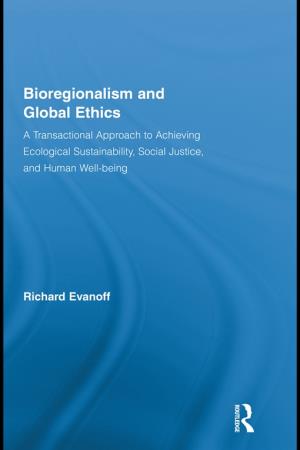 Bioregionalism and
Global Ethics
A Transactional Approach to Achieving
Ecological Sustainability, Social Justice,
and Human Well-being
Richard Evanoff
ROUTLEDGE